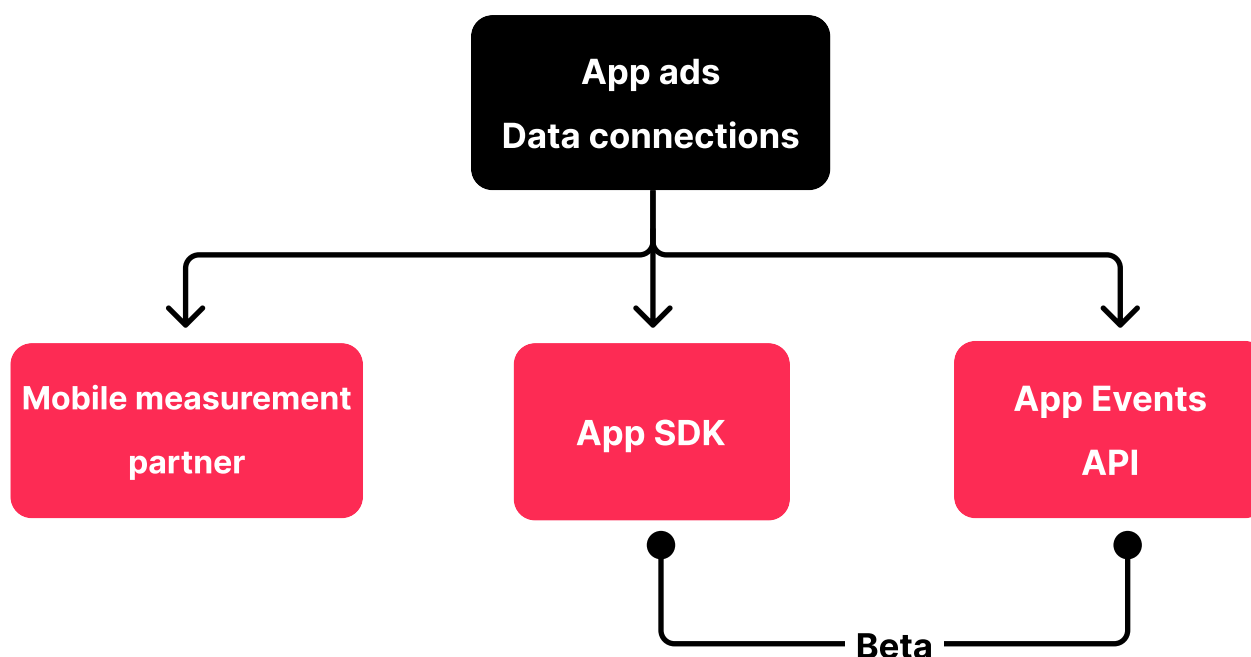 App ads
Data connections
Mobile measurement
partner
App SDK
App Events
API
Beta